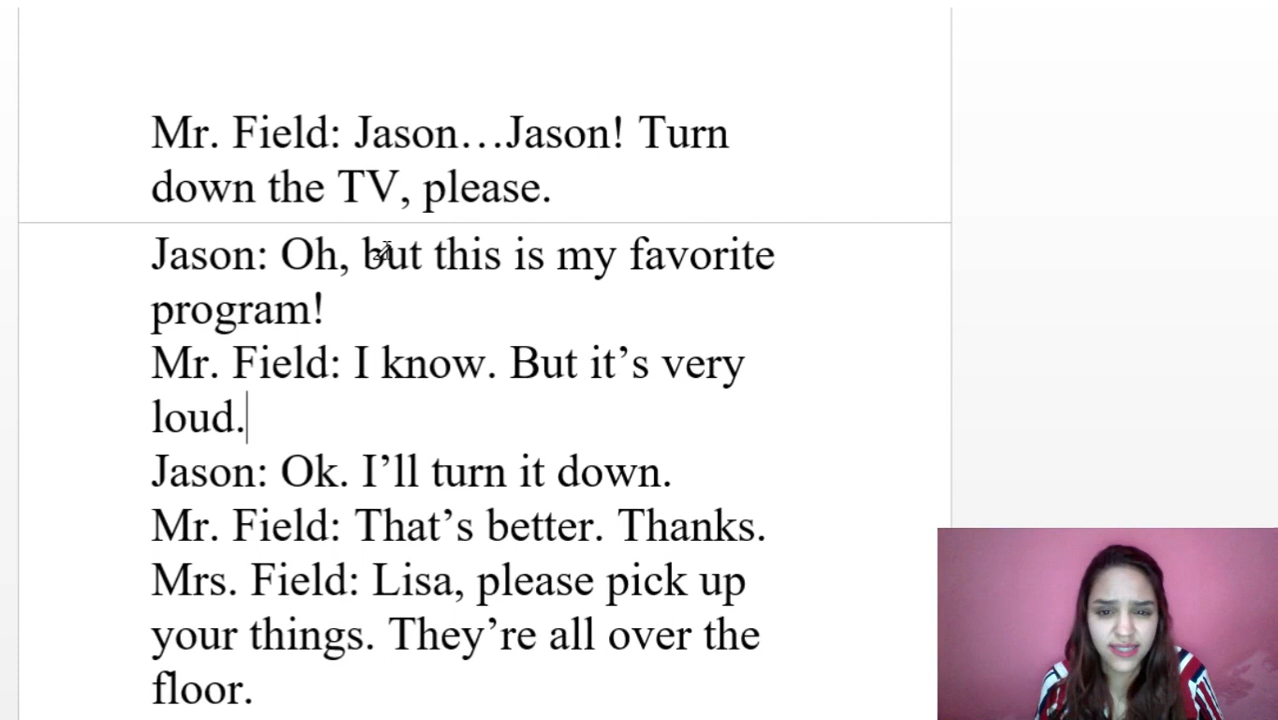 Mr. Field: Jason…Jason! Turn
down the TV, please.
Jason: Oh, but this is my favorite
program!
Mr. Field: I know. But it’s very
loud.
Jason: Ok. I’ll turn it down.
Mr. Field: That’s better. Thanks.
Mrs. Field: Lisa, please pick up
your things. They’re all over the
floor.